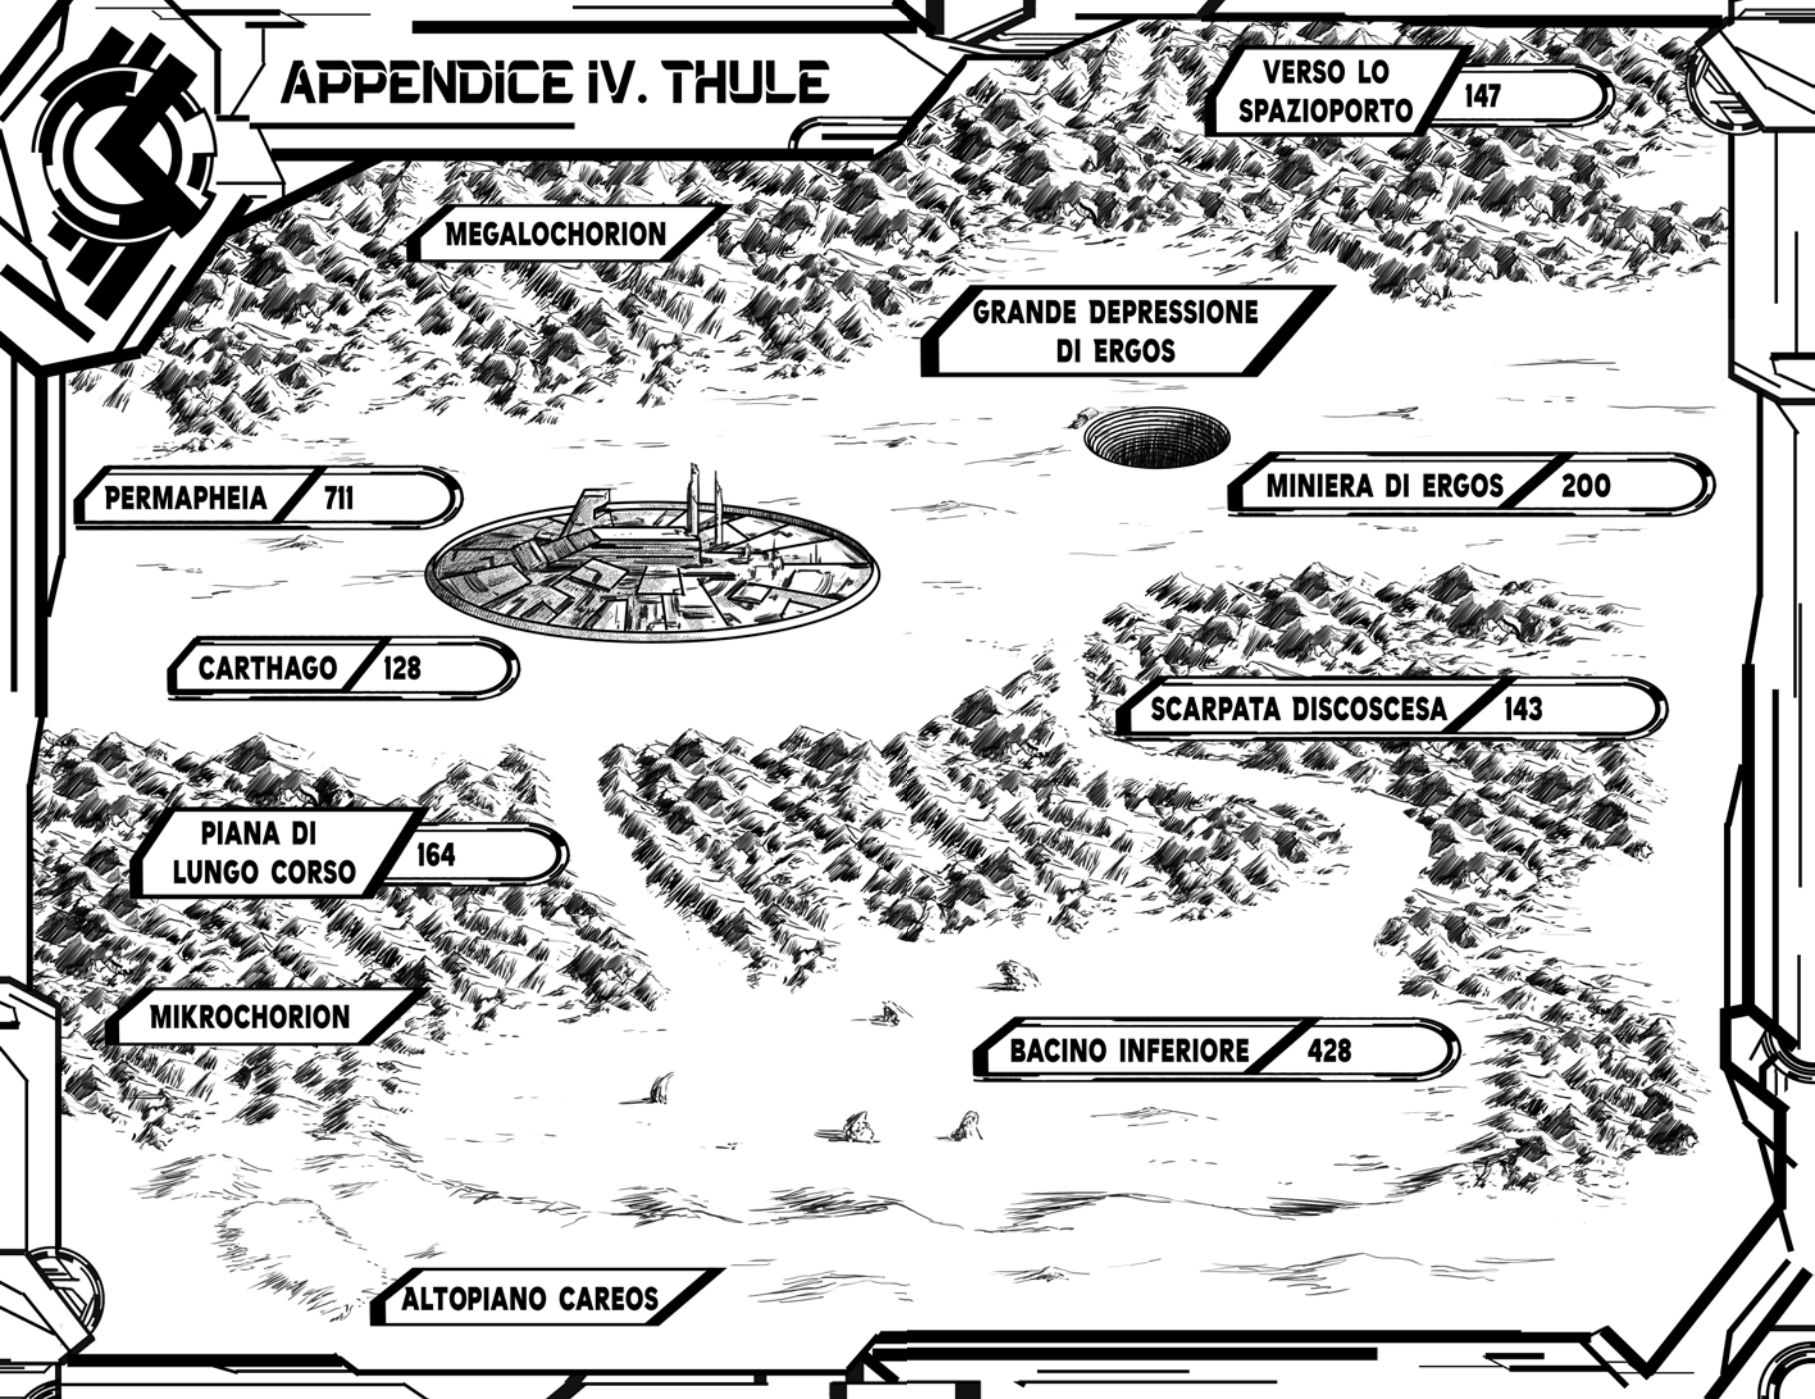 APPENDICE IV. THULE
VERSO LO
SPAZIOPORTO
147
MEGALOCHORION
GRANDE DEPRESSIONE
DI ERGOS
PERMAPHEIA 711
MINIERA DI ERGOS 200
CARTHAGO 128
SCARPATA DISCOSCESA 143
PIANA DI
LUNGO CORSO
164
MIKROCHORION
BACINO INFERIORE 428
ALTOPIANO CAREOS